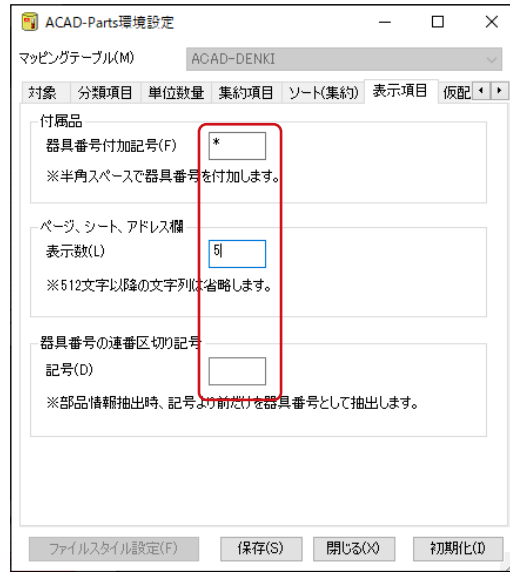 ACAD-Parts環境設定
マッピングテーブル(M) ACAD-DENKI
対象 分類項目 単位数量 集約項目 ソート(集約) 表示項目 仮配
付属品
器具番号付加記号(F) *
※半角スペースで器具番号を付加します。
ページ、シート、アドレス欄
表示数(L) 5
※512文字以降の文字列は省略します。
器具番号の連番区切り記号
記号(D)
※部品情報抽出時、記号より前だけを器具番号として抽出します。
ファイルスタイル設定(F) 保存(S) 閉じる(X) 初期化(I)